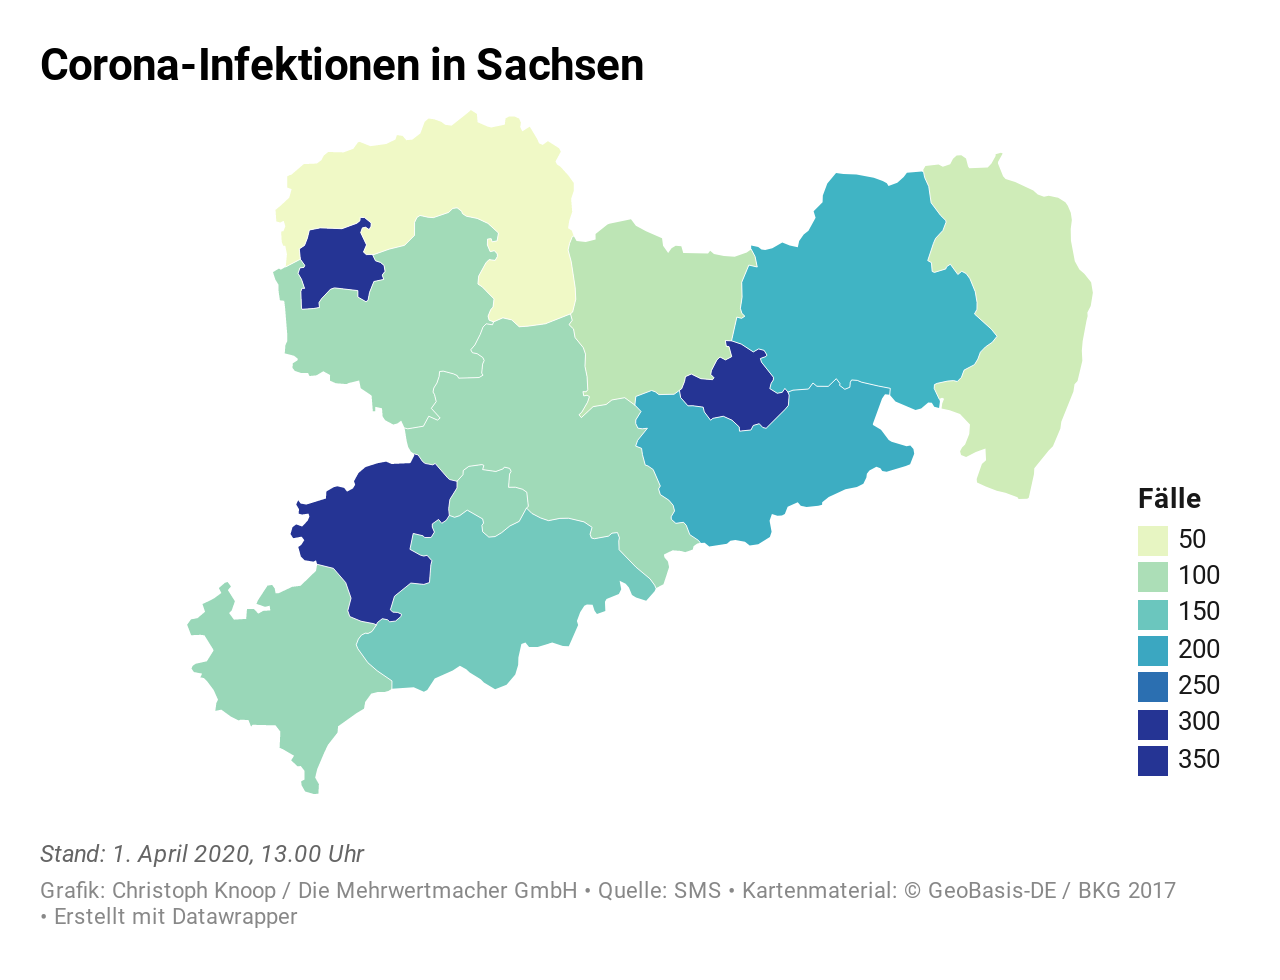 Corona-Infektionen in Sachsen
Fälle
50
100
150
200
250
300
350
Stand: 1. April 2020, 13.00 Uhr
Grafik: Christoph Knoop / Die Mehrwertmacher GmbH • Quelle: SMS • Kartenmaterial: © GeoBasis-DE / BKG 2017
• Erstellt mit Datawrapper